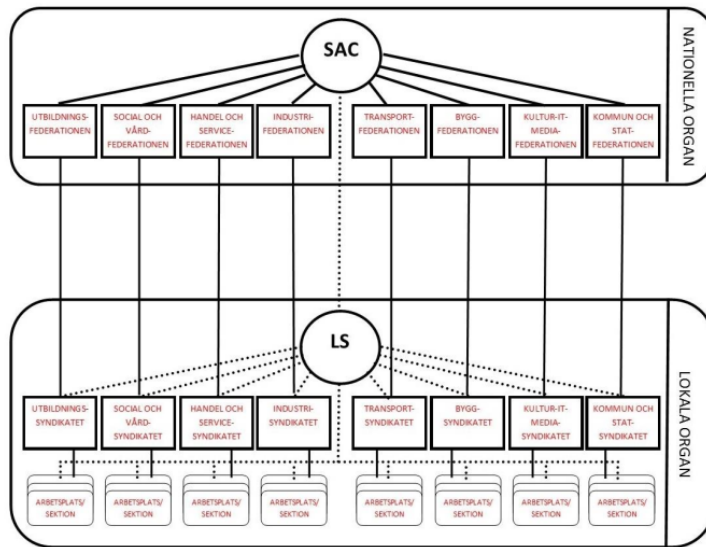 SAC
UTBILDNINGS-
FEDERATIONEN
SOCIAL OCH
VÅRD-
FEDERATIONEN
HANDEL OCH
SERVICE-
FEDERATIONEN
INDUSTRI-
FEDERATIONEN
TRANSPORT-
FEDERATIONEN
BYGG-
FEDERATIONEN
KULTUR-IT-
MEDIA-
FEDERATIONEN
KOMMUN OCH
STAT-
FEDERATIONEN
NATIONELLA ORGAN
LS
UTBILDNINGS-
SYNDIKATET
SOCIAL OCH
VÅRD-
SYNDIKATET
HANDEL OCH
SERVICE-
SYNDIKATET
INDUSTRI-
SYNDIKATET
TRANSPORT-
SYNDIKATET
BYGG-
SYNDIKATET
KULTUR-IT-
MEDIA-
SYNDIKATET
KOMMUN OCH
STAT-
SYNDIKATET
ARBETSPLATS/
SEKTION
ARBETSPLATS/
SEKTION
ARBETSPLATS/
SEKTION
ARBETSPLATS/
SEKTION
ARBETSPLATS/
SEKTION
ARBETSPLATS/
SEKTION
ARBETSPLATS/
SEKTION
ARBETSPLATS/
SEKTION
LOKALA ORGAN